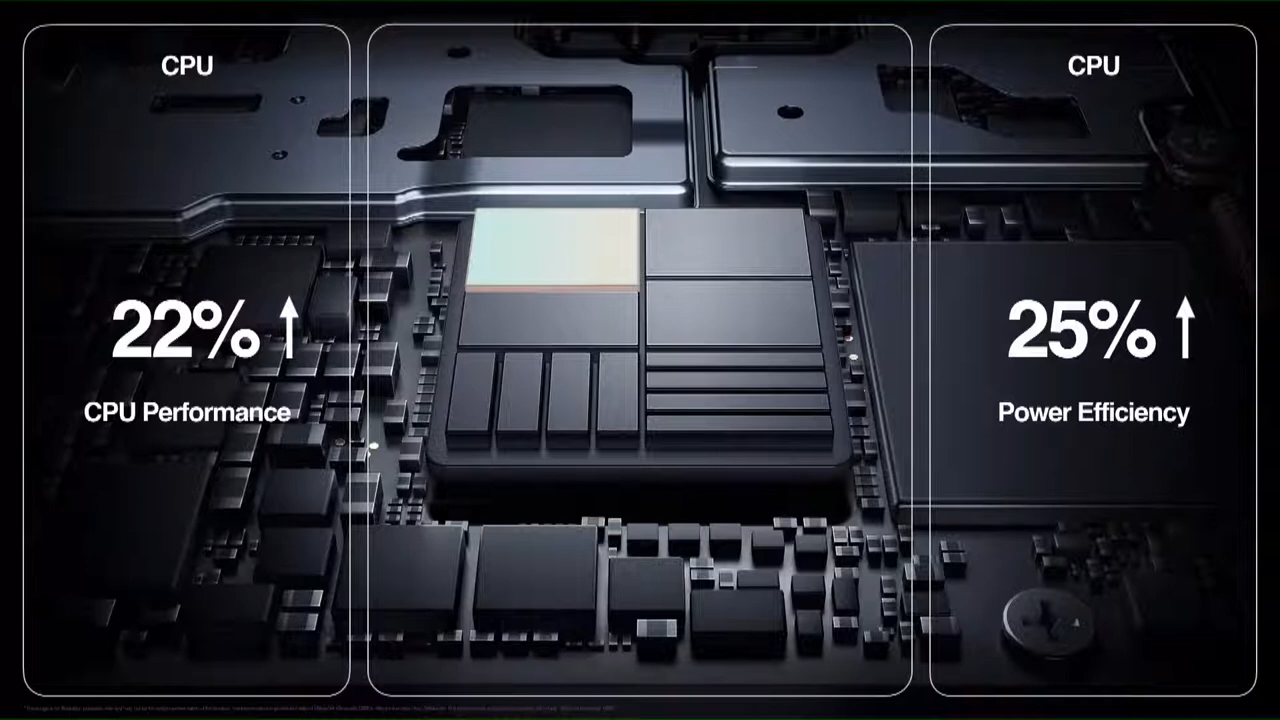 CPU
22% ↑
CPU Performance
CPU
25% ↑
Power Efficiency